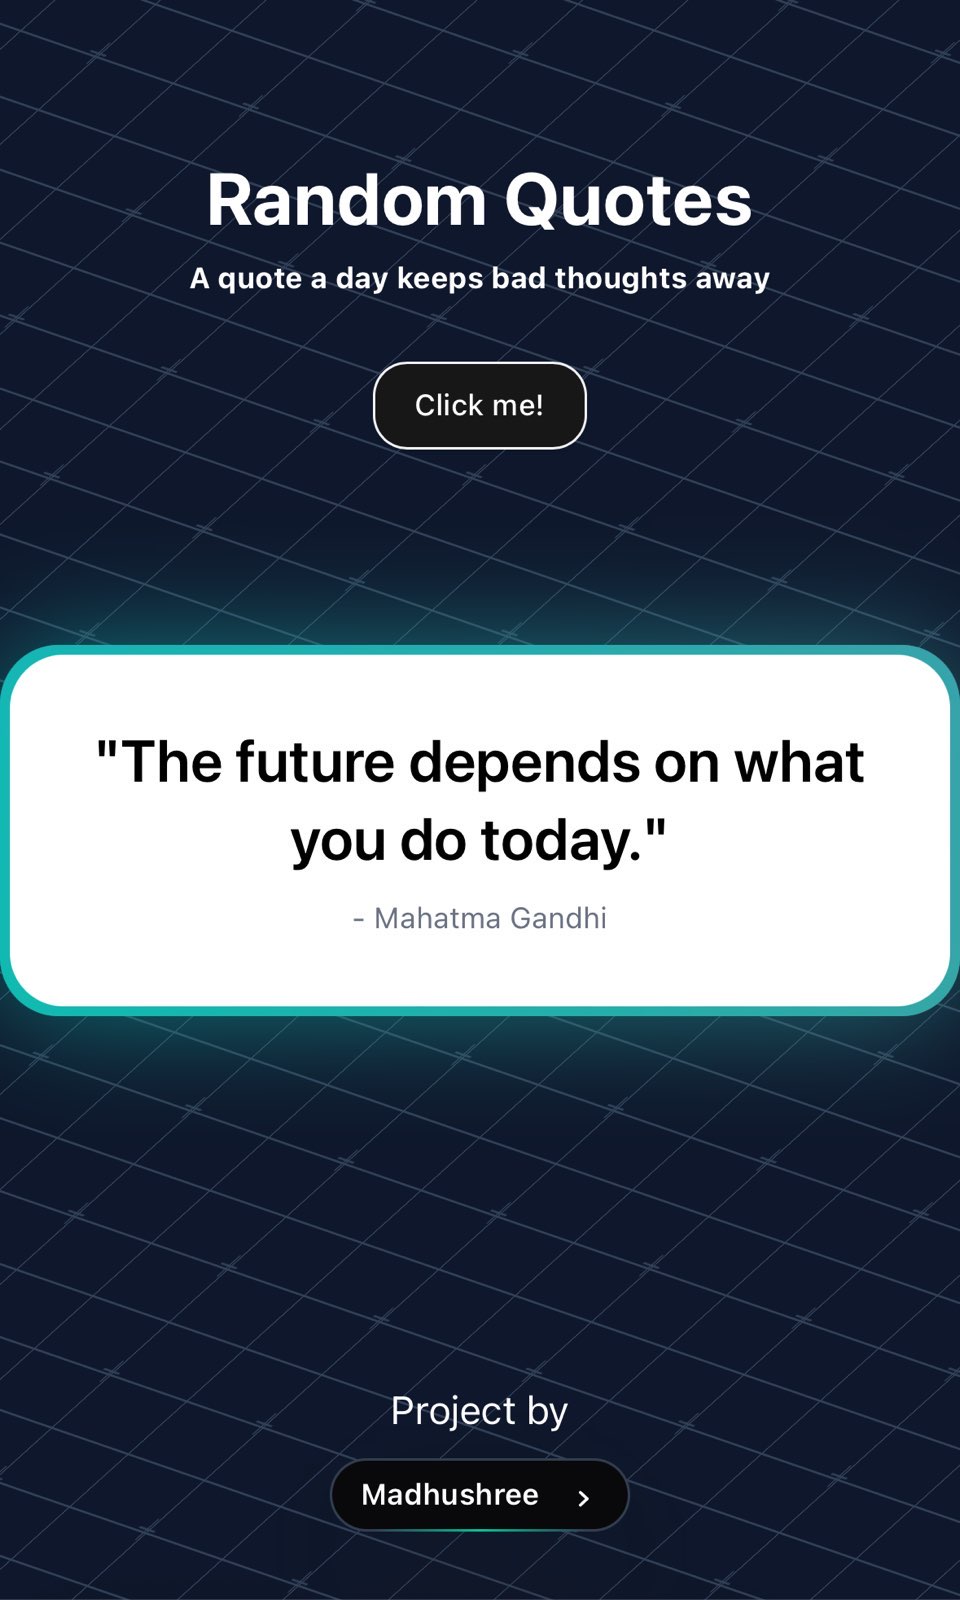 Random Quotes
A quote a day keeps bad thoughts away
Click me!
"The future depends on what
you do today."
- Mahatma Gandhi
Project by
Madhushree